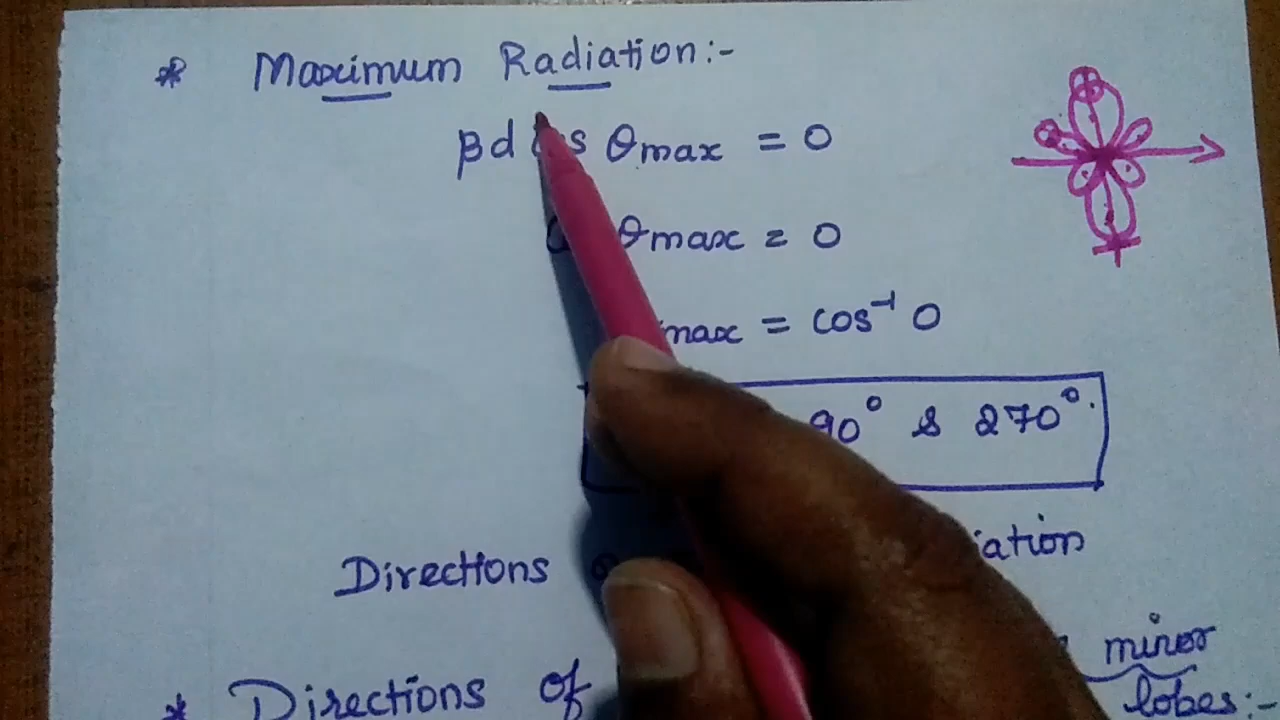 * Maximum Radiation:-
βd cos θmax = 0
θmax = 0
max = cos⁻¹ 0
90° & 270°.
Directions
iation
minor
* Directions of lobes:-